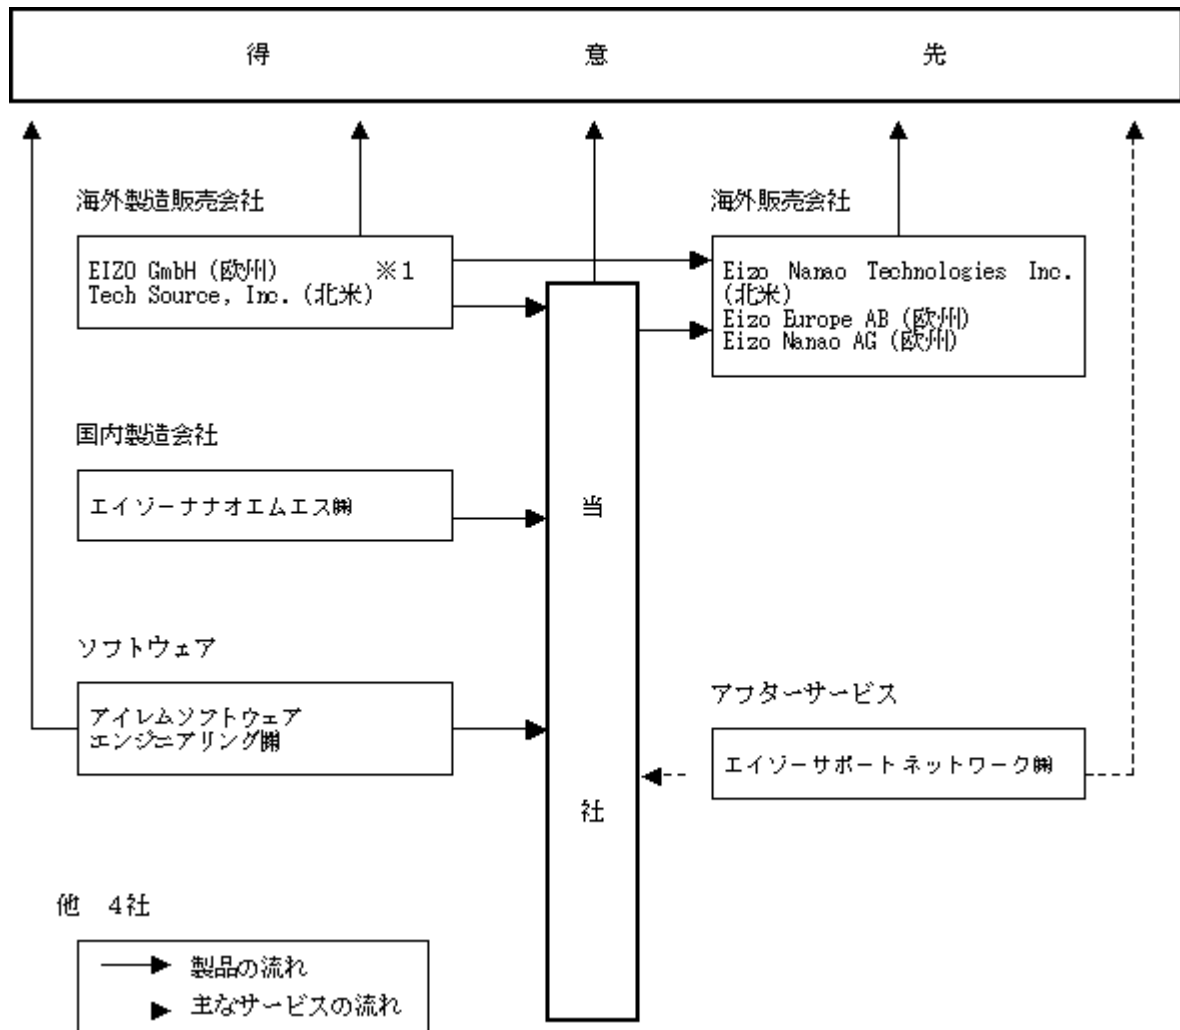 得 意 先
海外製造販売会社
EIZO GmbH (欧州) ※1
Tech Source, Inc. (北米)
海外販売会社
Eizo Nanao Technologies Inc.
(北米)
Eizo Europe AB (欧州)
Eizo Nanao AG (欧州)
国内製造会社
エイゾーナナオエムエス㈱
当
社
ソフトウェア
アイレムソフトウェア
エンジニアリング㈱
アフターサービス
エイゾーサポートネットワーク㈱
他 4社
製品の流れ
主なサービスの流れ